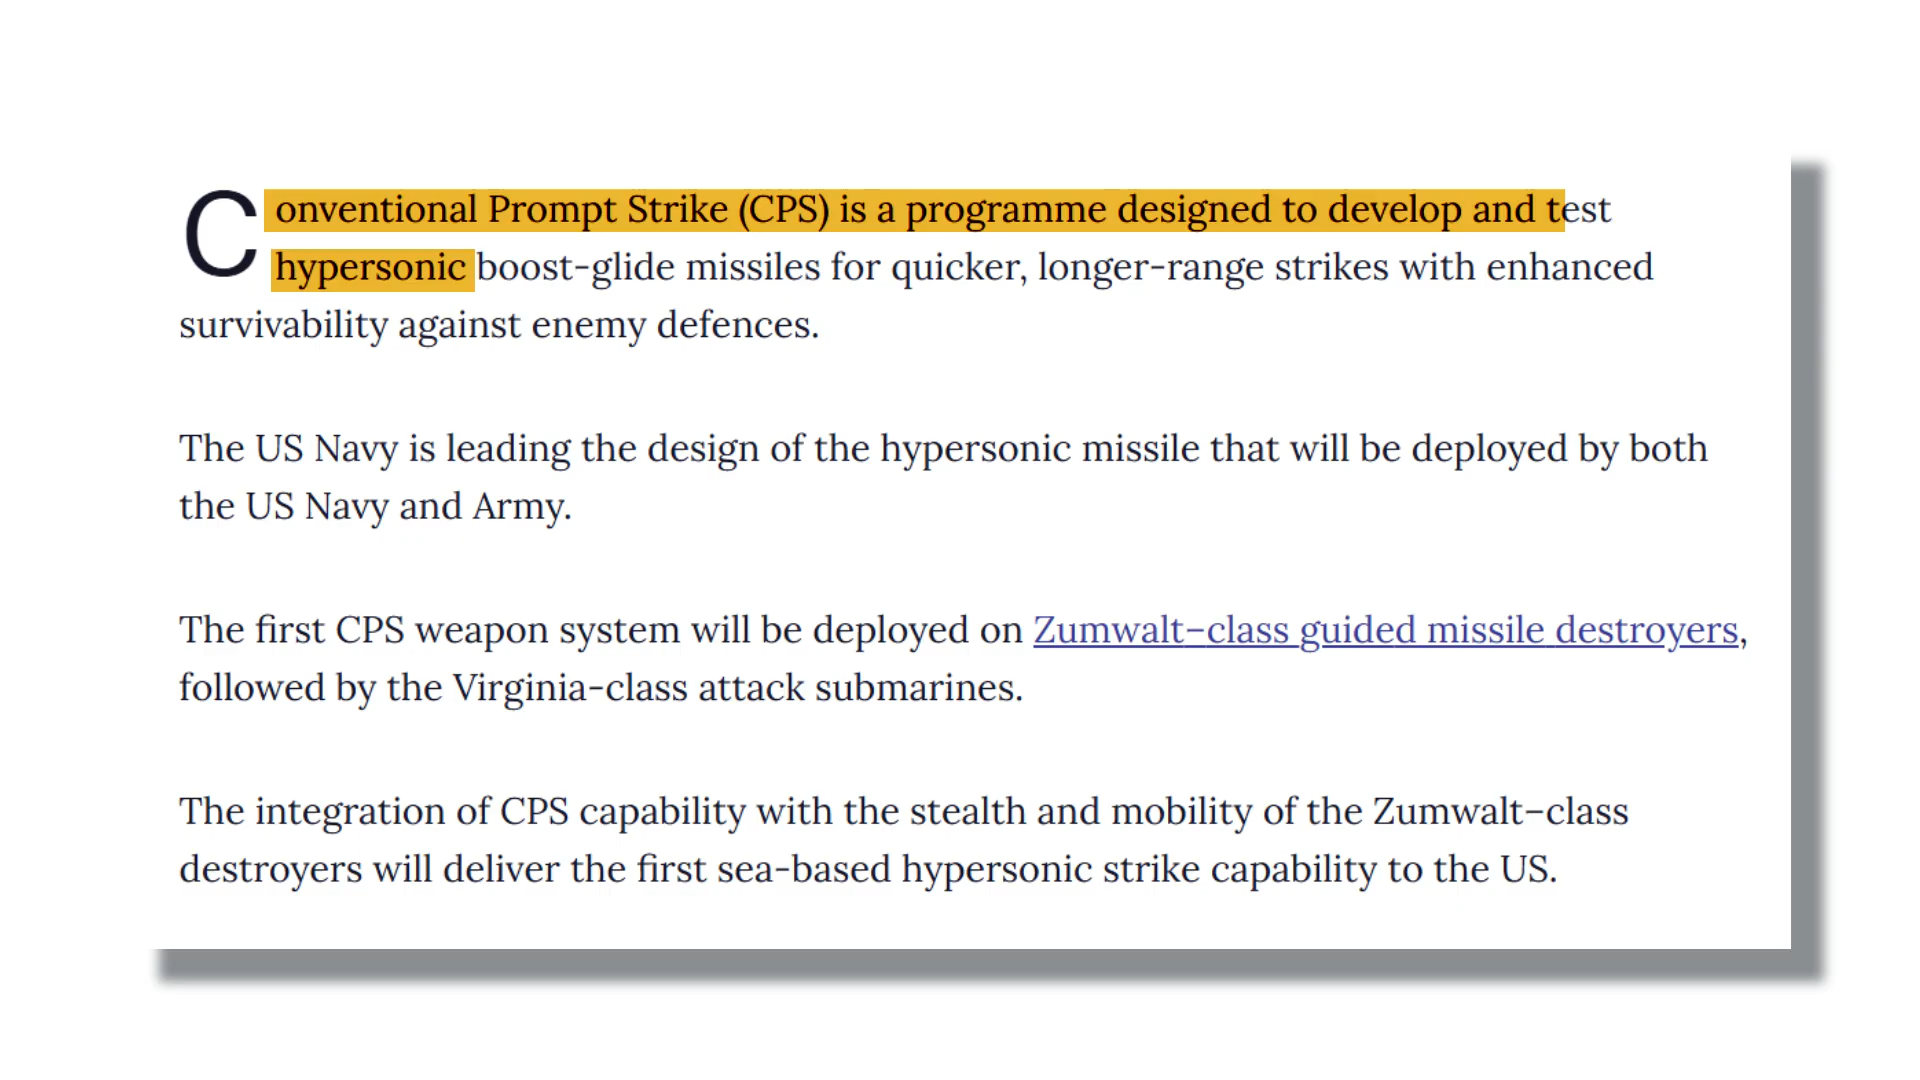 Conventional Prompt Strike (CPS) is a programme designed to develop and test
hypersonic boost-glide missiles for quicker, longer-range strikes with enhanced
survivability against enemy defences.
The US Navy is leading the design of the hypersonic missile that will be deployed by both
the US Navy and Army.
The first CPS weapon system will be deployed on Zumwalt–class guided missile destroyers,
followed by the Virginia-class attack submarines.
The integration of CPS capability with the stealth and mobility of the Zumwalt–class
destroyers will deliver the first sea-based hypersonic strike capability to the US.